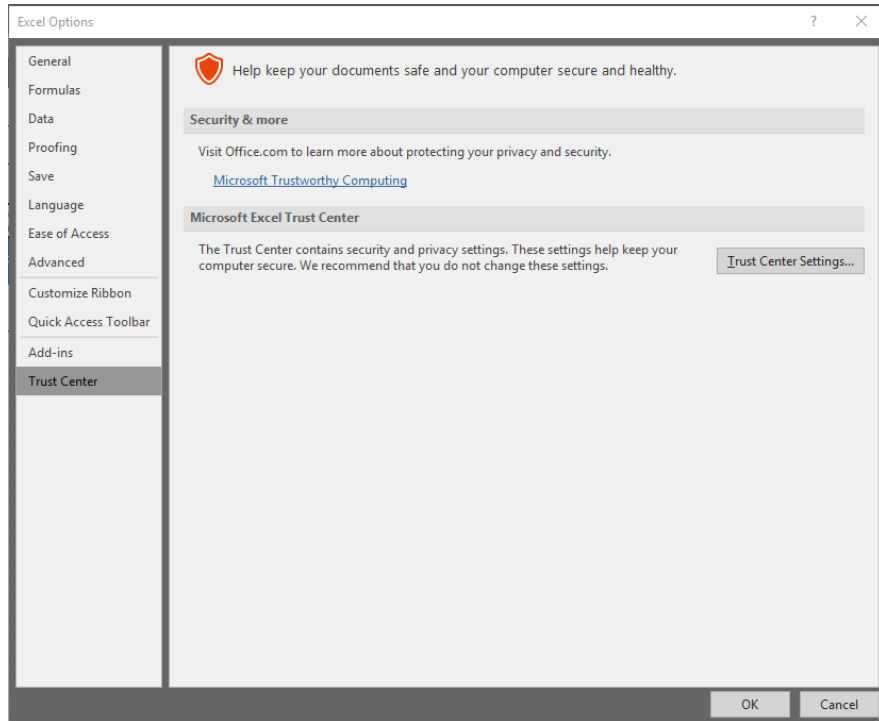 Excel Options
?
General
Formulas
Data
Proofing
Save
Language
Ease of Access
Advanced
Customize Ribbon
Quick Access Toolbar
Add-ins
Trust Center
Help keep your documents safe and your computer secure and healthy.
Security & more
Visit Office.com to learn more about protecting your privacy and security.
Microsoft Trustworthy Computing
Microsoft Excel Trust Center
The Trust Center contains security and privacy settings. These settings help keep your
computer secure. We recommend that you do not change these settings.
Trust Center Settings...
OK
Cancel